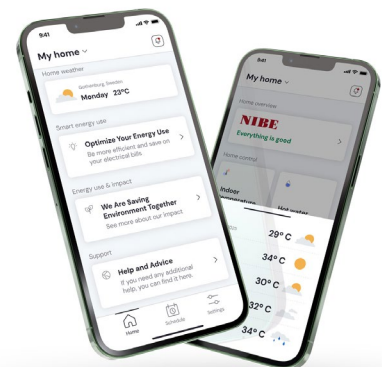 9:41
My home
Home weather
Gothenburg, Sweden
Monday 23°C
Smart energy use
Optimize Your Energy Use
Be more efficient and save on
your electrical bills
Energy use & impact
We Are Saving
Environment Together
See more about our impact
Support
Help and Advice
If you need any additional
help, you can find it here.
Home
Schedule
Settings
9:41
My home
Home overview
NIBE
Everything is good
Home control
Indoor
temperature
Hot water
29°C
34°C
30°C
32°C
34°C